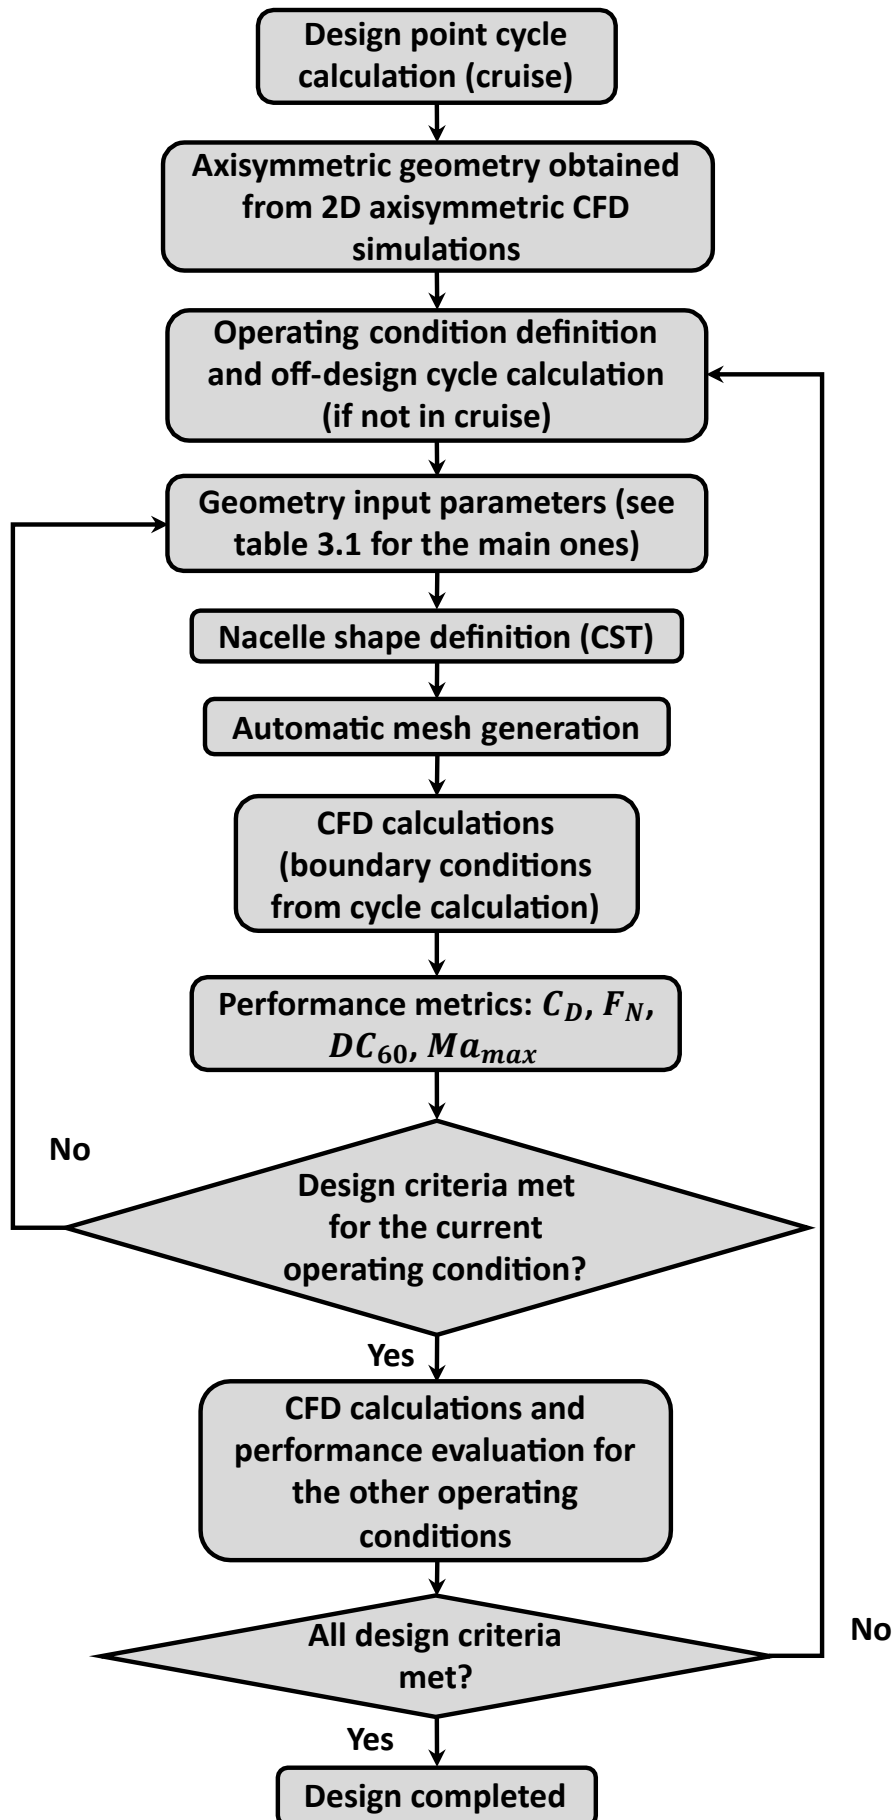 Design point cycle
calculation (cruise)
Axisymmetric geometry obtained
from 2D axisymmetric CFD
simulations
Operating condition definition
and off-design cycle calculation
(if not in cruise)
Geometry input parameters (see
table 3.1 for the main ones)
Nacelle shape definition (CST)
Automatic mesh generation
CFD calculations
(boundary conditions
from cycle calculation)
Performance metrics: C_D, F_N,
DC_60, Ma_max
No
Design criteria met
for the current
operating condition?
Yes
CFD calculations and
performance evaluation for
the other operating
conditions
All design criteria
met?
No
Yes
Design completed